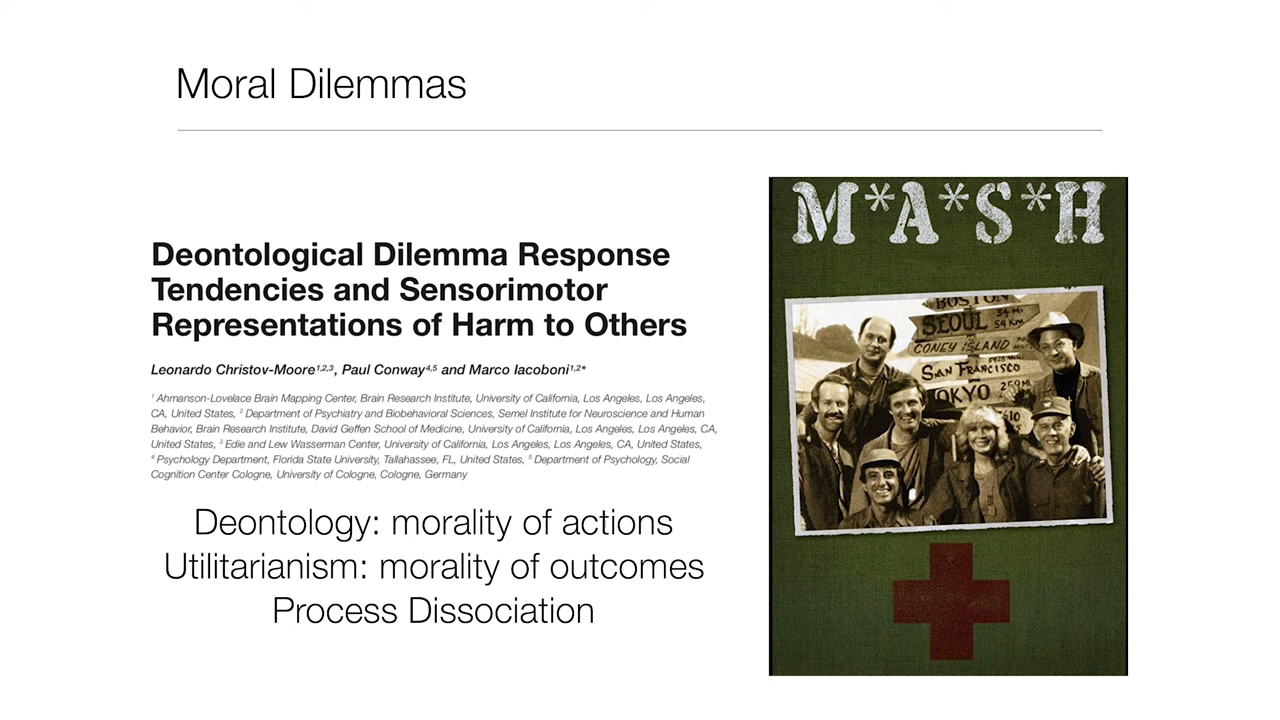 Moral Dilemmas
Deontological Dilemma Response
Tendencies and Sensorimotor
Representations of Harm to Others
Leonardo Christov-Moore1,2,3, Paul Conway4,5 and Marco Iacoboni1,2*
1 Ahmanson-Lovelace Brain Mapping Center, Brain Research Institute, University of California, Los Angeles, Los Angeles,
CA, United States, 2 Department of Psychiatry and Biobehavioral Sciences, Semel Institute for Neuroscience and Human
Behavior, Brain Research Institute, David Geffen School of Medicine, University of California, Los Angeles, Los Angeles, CA,
United States, 3 Edie and Lew Wasserman Center, University of California, Los Angeles, Los Angeles, CA, United States,
4 Psychology Department, Florida State University, Tallahassee, FL, United States, 5 Department of Psychology, Social
Cognition Center Cologne, University of Cologne, Cologne, Germany
Deontology: morality of actions
Utilitarianism: morality of outcomes
Process Dissociation
M*A*S*H
BOSTON
SEOUL 34 Mi
54 Km
CONEY ISLAND
SAN FRANCISCO
TOKYO